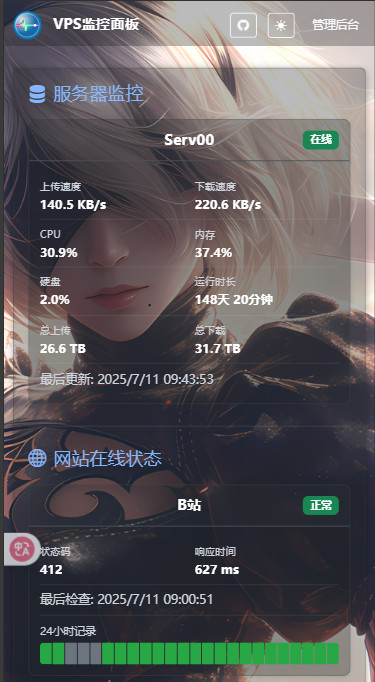 VPS监控面板 管理后台
服务器监控
Serv00 在线
上传速度 下载速度
140.5 KB/s 220.6 KB/s
CPU 内存
30.9% 37.4%
硬盘 运行时长
2.0% 148天 20分钟
总上传 总下载
26.6 TB 31.7 TB
最后更新: 2025/7/11 09:43:53
网站在线状态
B站 正常
状态码 响应时间
412 627 ms
最后检查: 2025/7/11 09:00:51
24小时记录